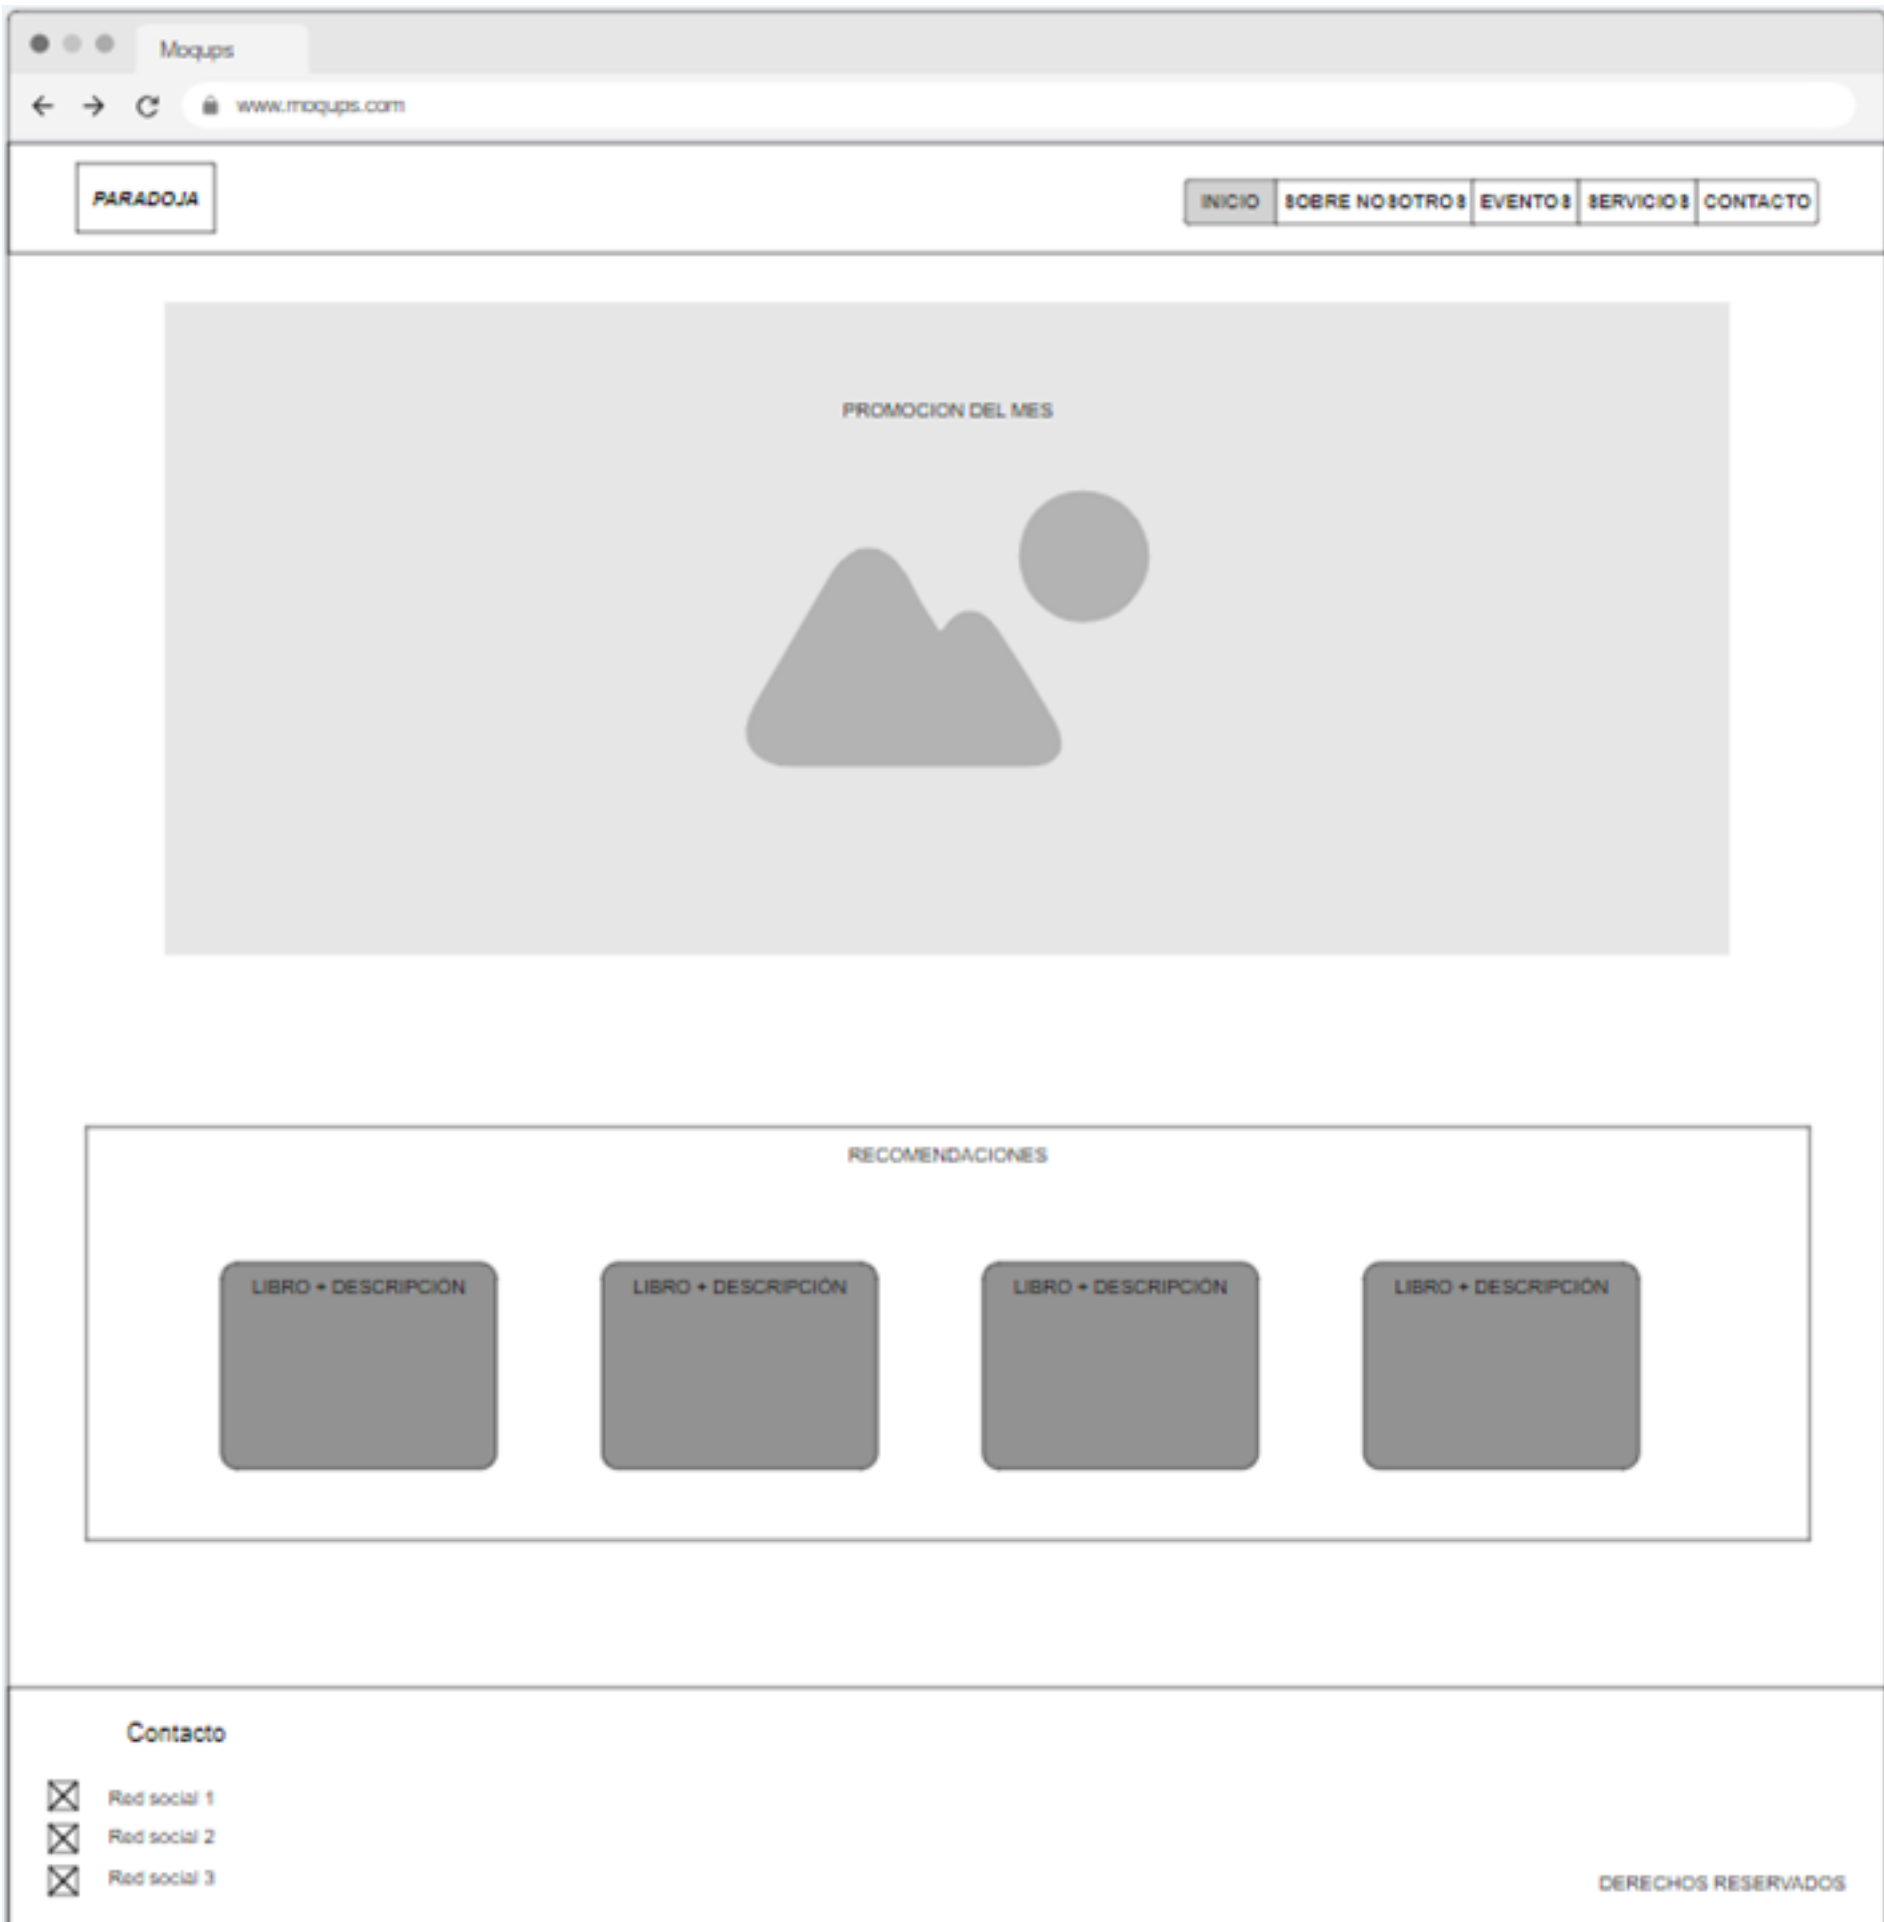 Moqups
www.moqups.com
PARADOJA
INICIO SOBRE NOSOTROS EVENTOS SERVICIOS CONTACTO
PROMOCION DEL MES
RECOMENDACIONES
LIBRO + DESCRIPCIÓN LIBRO + DESCRIPCIÓN LIBRO + DESCRIPCIÓN LIBRO + DESCRIPCIÓN
Contacto
Red social 1
Red social 2
Red social 3
DERECHOS RESERVADOS